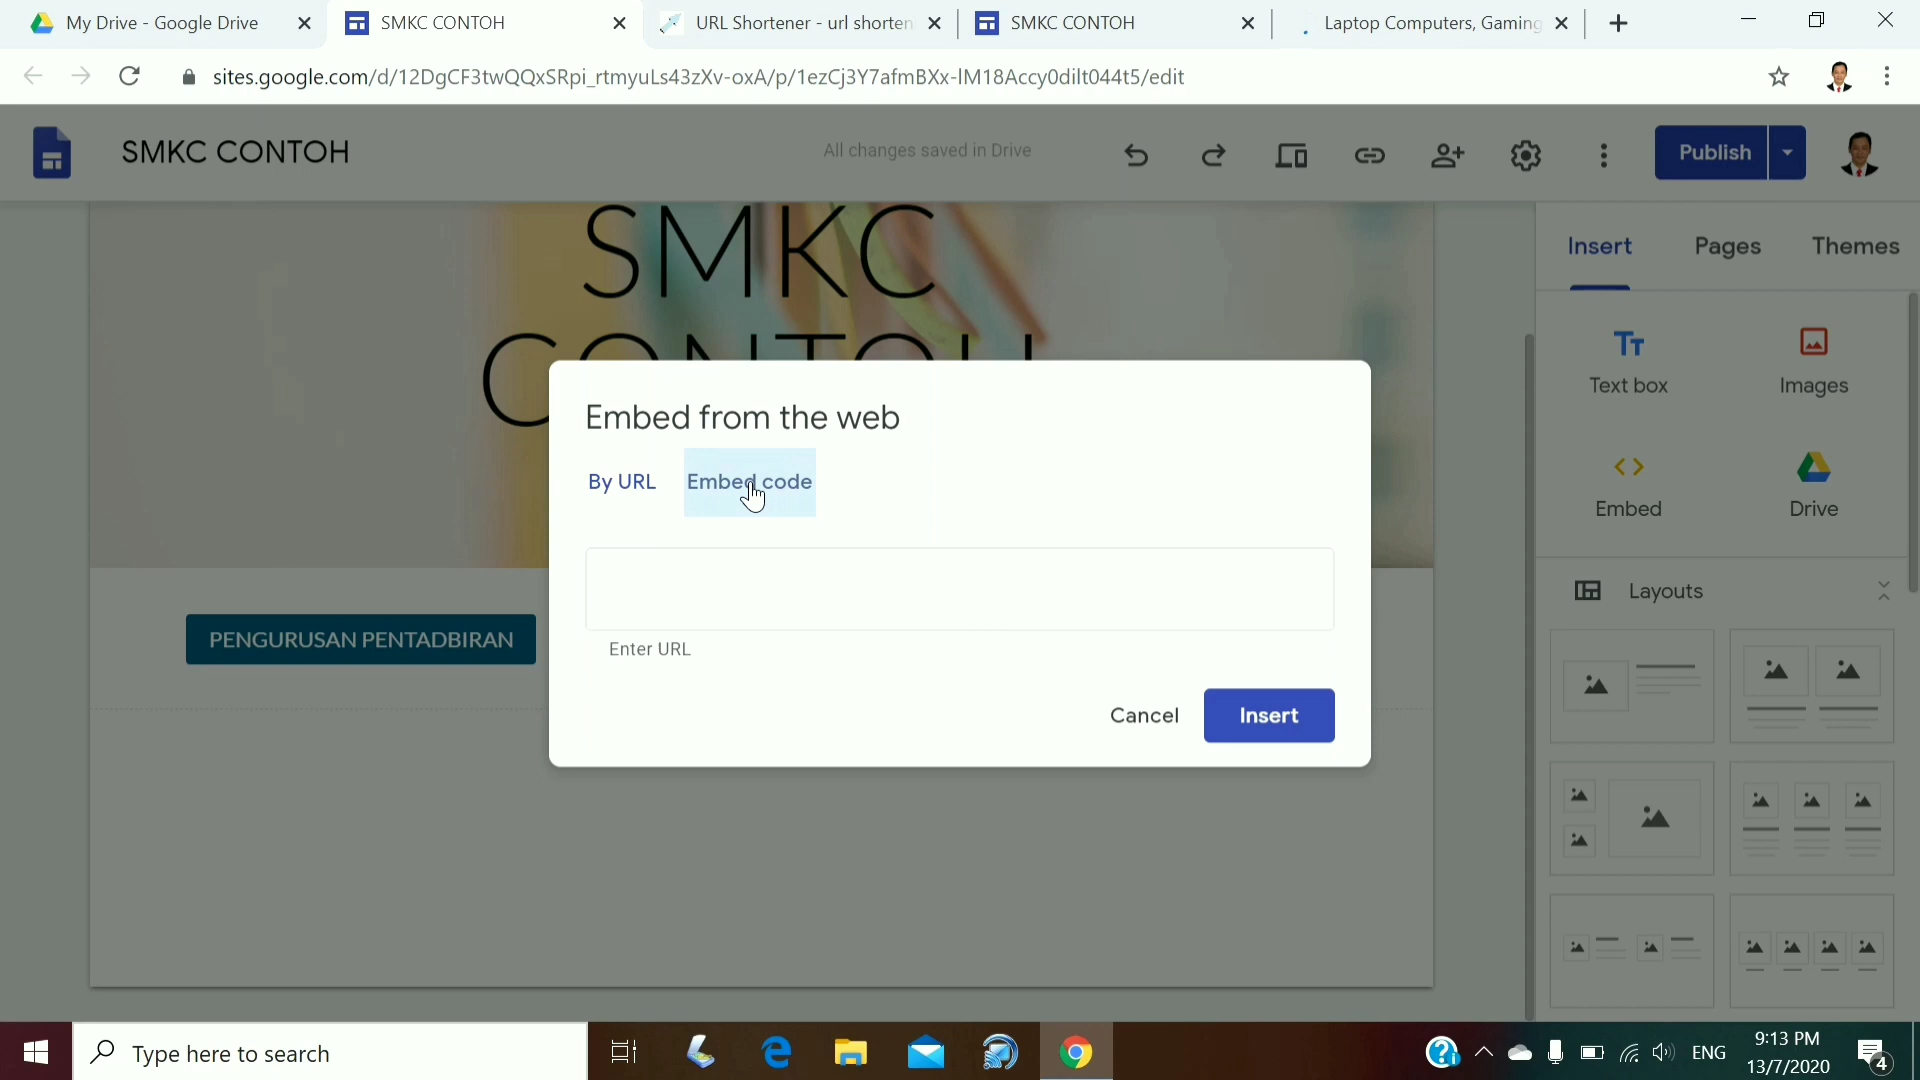 My Drive - Google Drive
SMKC CONTOH
URL Shortener - url shorten
SMKC CONTOH
Laptop Computers, Gaming
sites.google.com/d/12DgCF3twQQxSRpi_rtmyuLs43zXv-oxA/p/1ezCj3Y7afmBXx-IM18Accy0dilt044t5/edit
SMKC CONTOH
All changes saved in Drive
Publish
Insert
Pages
Themes
SMKC
CONTOH
Text box
Images
Embed from the web
By URL
Embed code
Embed
Drive
Layouts
PENGURUSAN PENTADBIRAN
Enter URL
Cancel
Insert
Type here to search
ENG
9:13 PM
13/7/2020
4